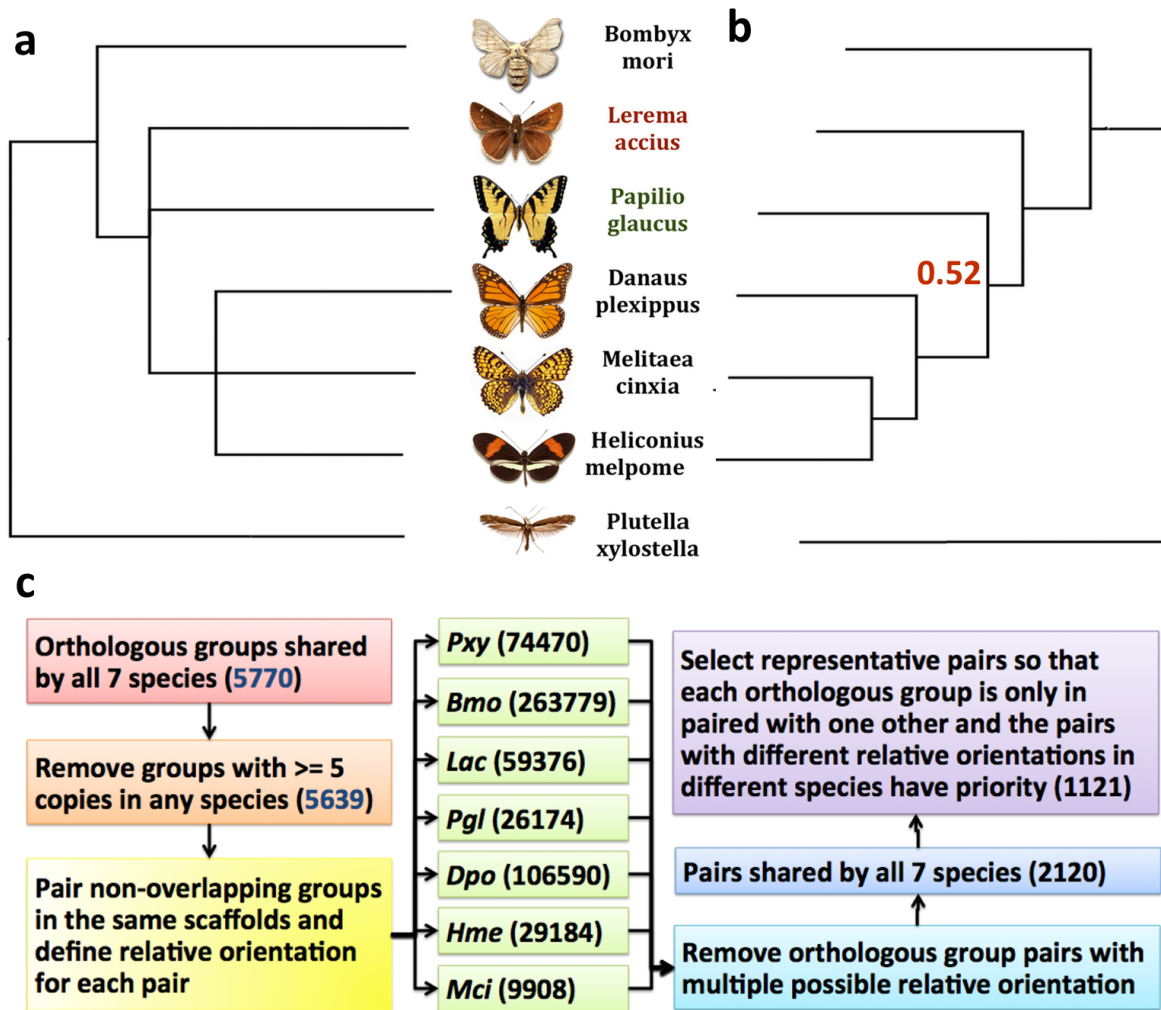 a
b
Bombyx
mori
Lerema
accius
Papilio
glaucus
0.52
Danaus
plexippus
Melitaea
cinxia
Heliconius
melpome
Plutella
xylostella
c
Orthologous groups shared
by all 7 species (5770)
Remove groups with >= 5
copies in any species (5639)
Pair non-overlapping groups
in the same scaffolds and
define relative orientation
for each pair
Pxy (74470)
Bmo (263779)
Lac (59376)
Pgl (26174)
Dpo (106590)
Hme (29184)
Mci (9908)
Select representative pairs so that
each orthologous group is only in
paired with one other and the pairs
with different relative orientations in
different species have priority (1121)
Pairs shared by all 7 species (2120)
Remove orthologous group pairs with
multiple possible relative orientation